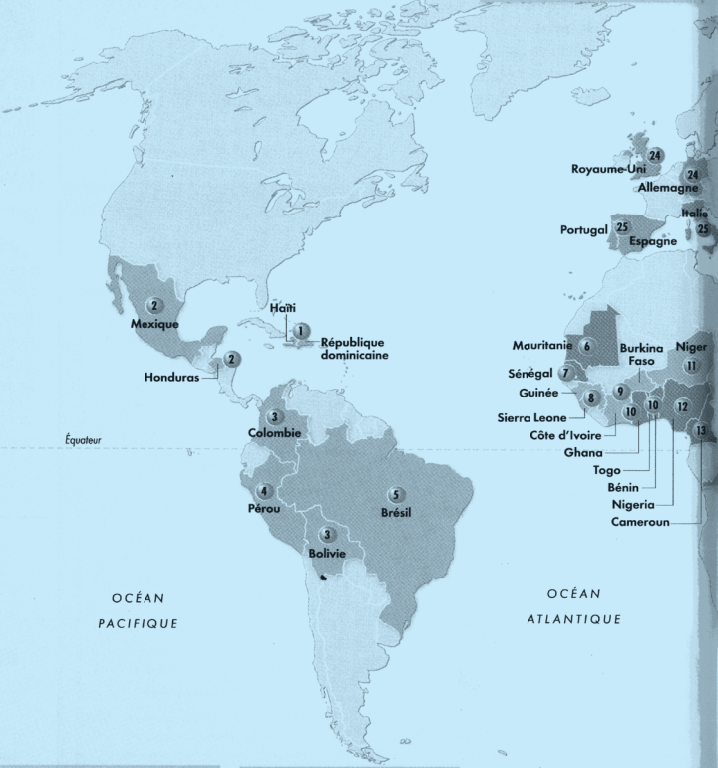 24
Royaume-Uni
24
Allemagne
Italie
25
Portugal
25
Espagne
2
Mexique
Haïti
1
République
dominicaine
2
Honduras
Mauritanie
6
Burkina
Faso
Niger
11
Sénégal
7
Guinée
8
9
10
10
12
13
Sierra Leone
Côte d'Ivoire
Ghana
Togo
Bénin
Nigeria
Cameroun
3
Colombie
Équateur
4
Pérou
5
Brésil
3
Bolivie
OCÉAN
PACIFIQUE
OCÉAN
ATLANTIQUE